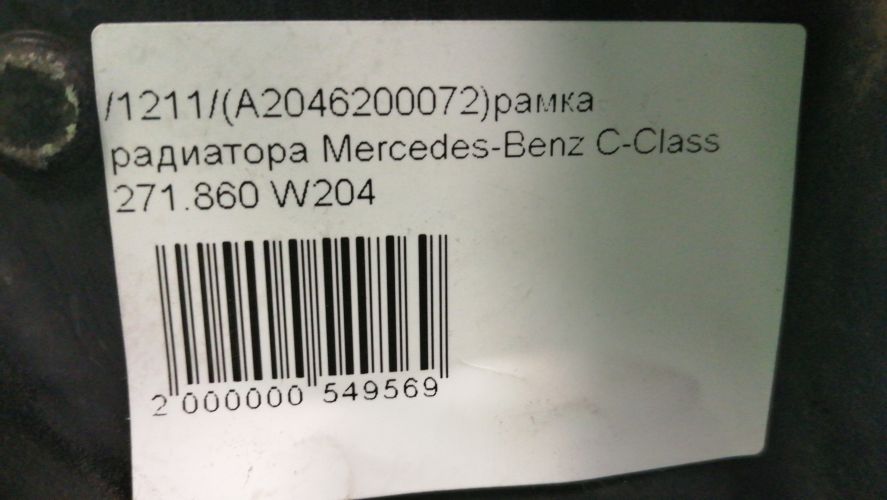 /1211/(A2046200072)рамка
радиатора Mercedes-Benz C-Class
271.860 W204
2 000000 549569